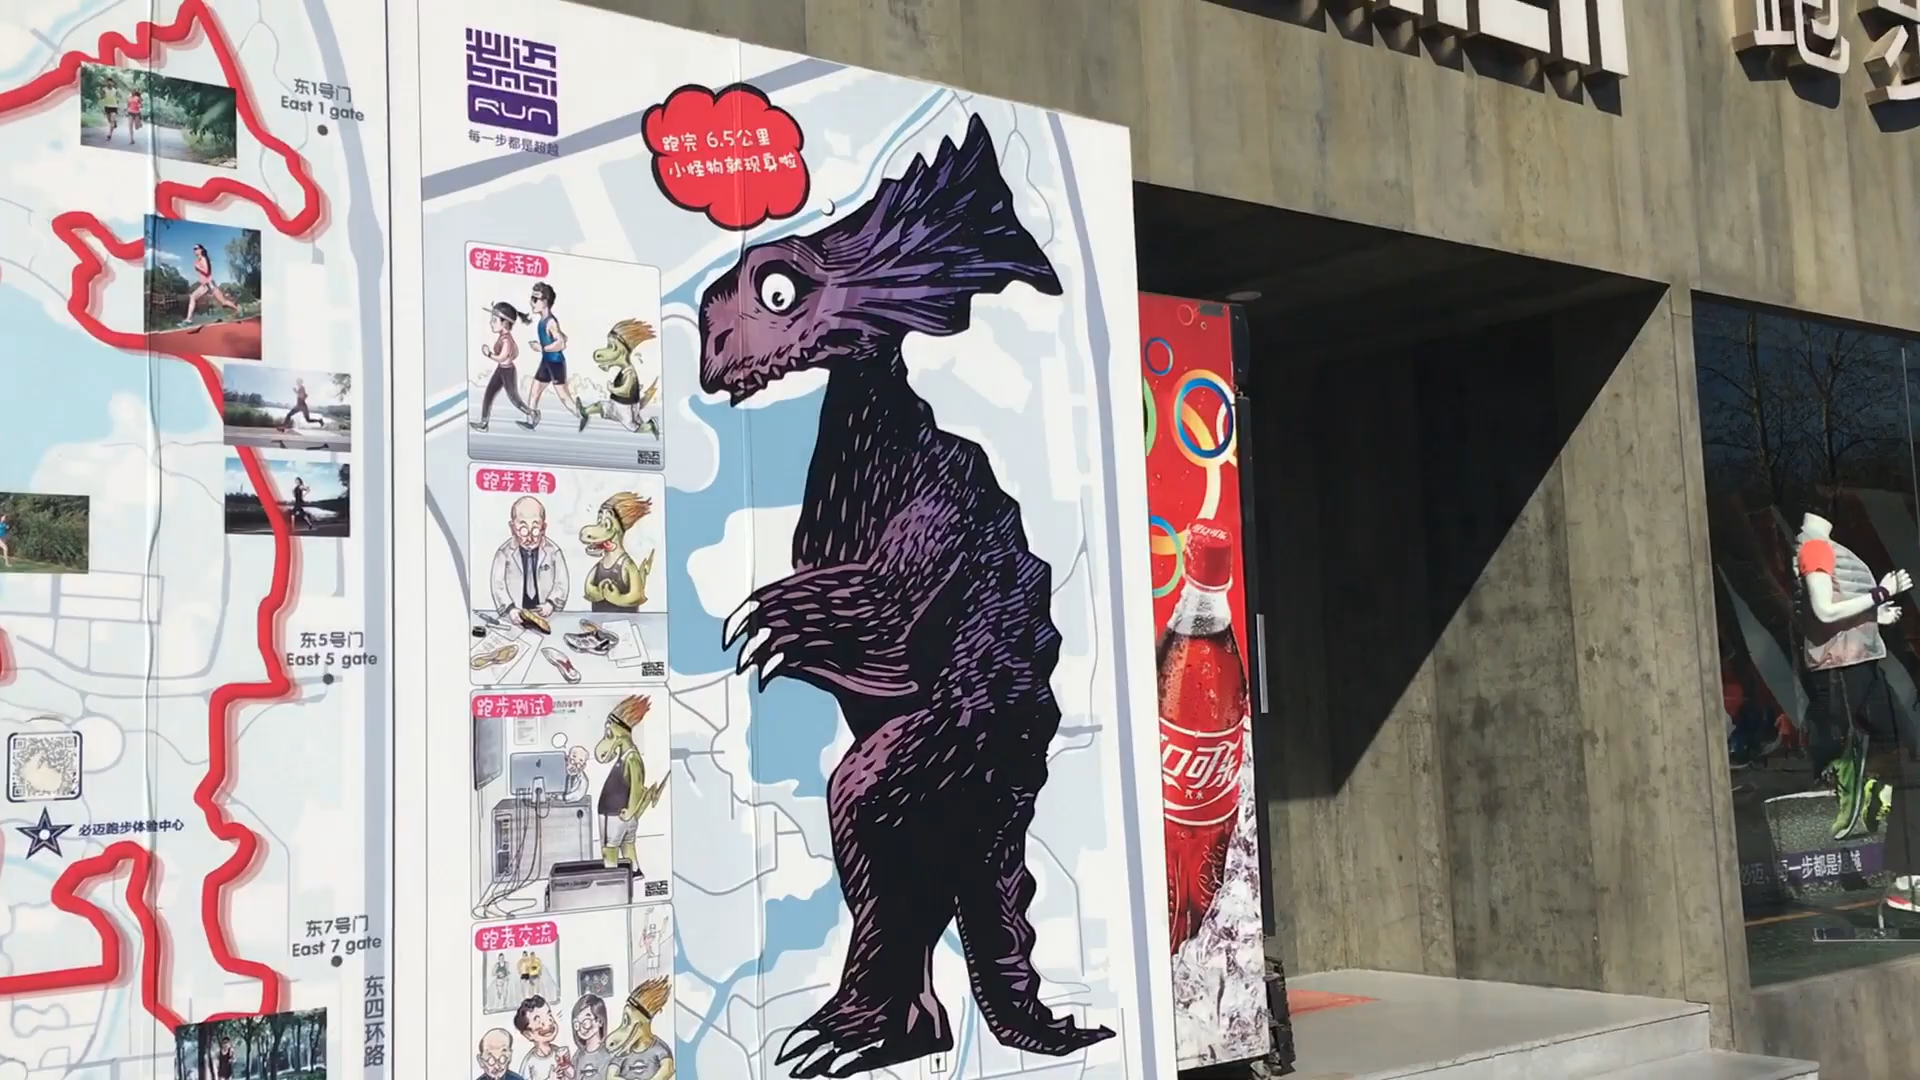 东1号门
East 1 gate
东5号门
East 5 gate
必迈跑步体验中心
东7号门
East 7 gate
东四环路
必迈
bmai
RUN
每一步都是超越
跑完 6.5公里
小怪物就现身啦
跑步活动
跑步装备
跑步测试
跑者交流
口可乐
汽水
跑
必迈，每一步都是超越